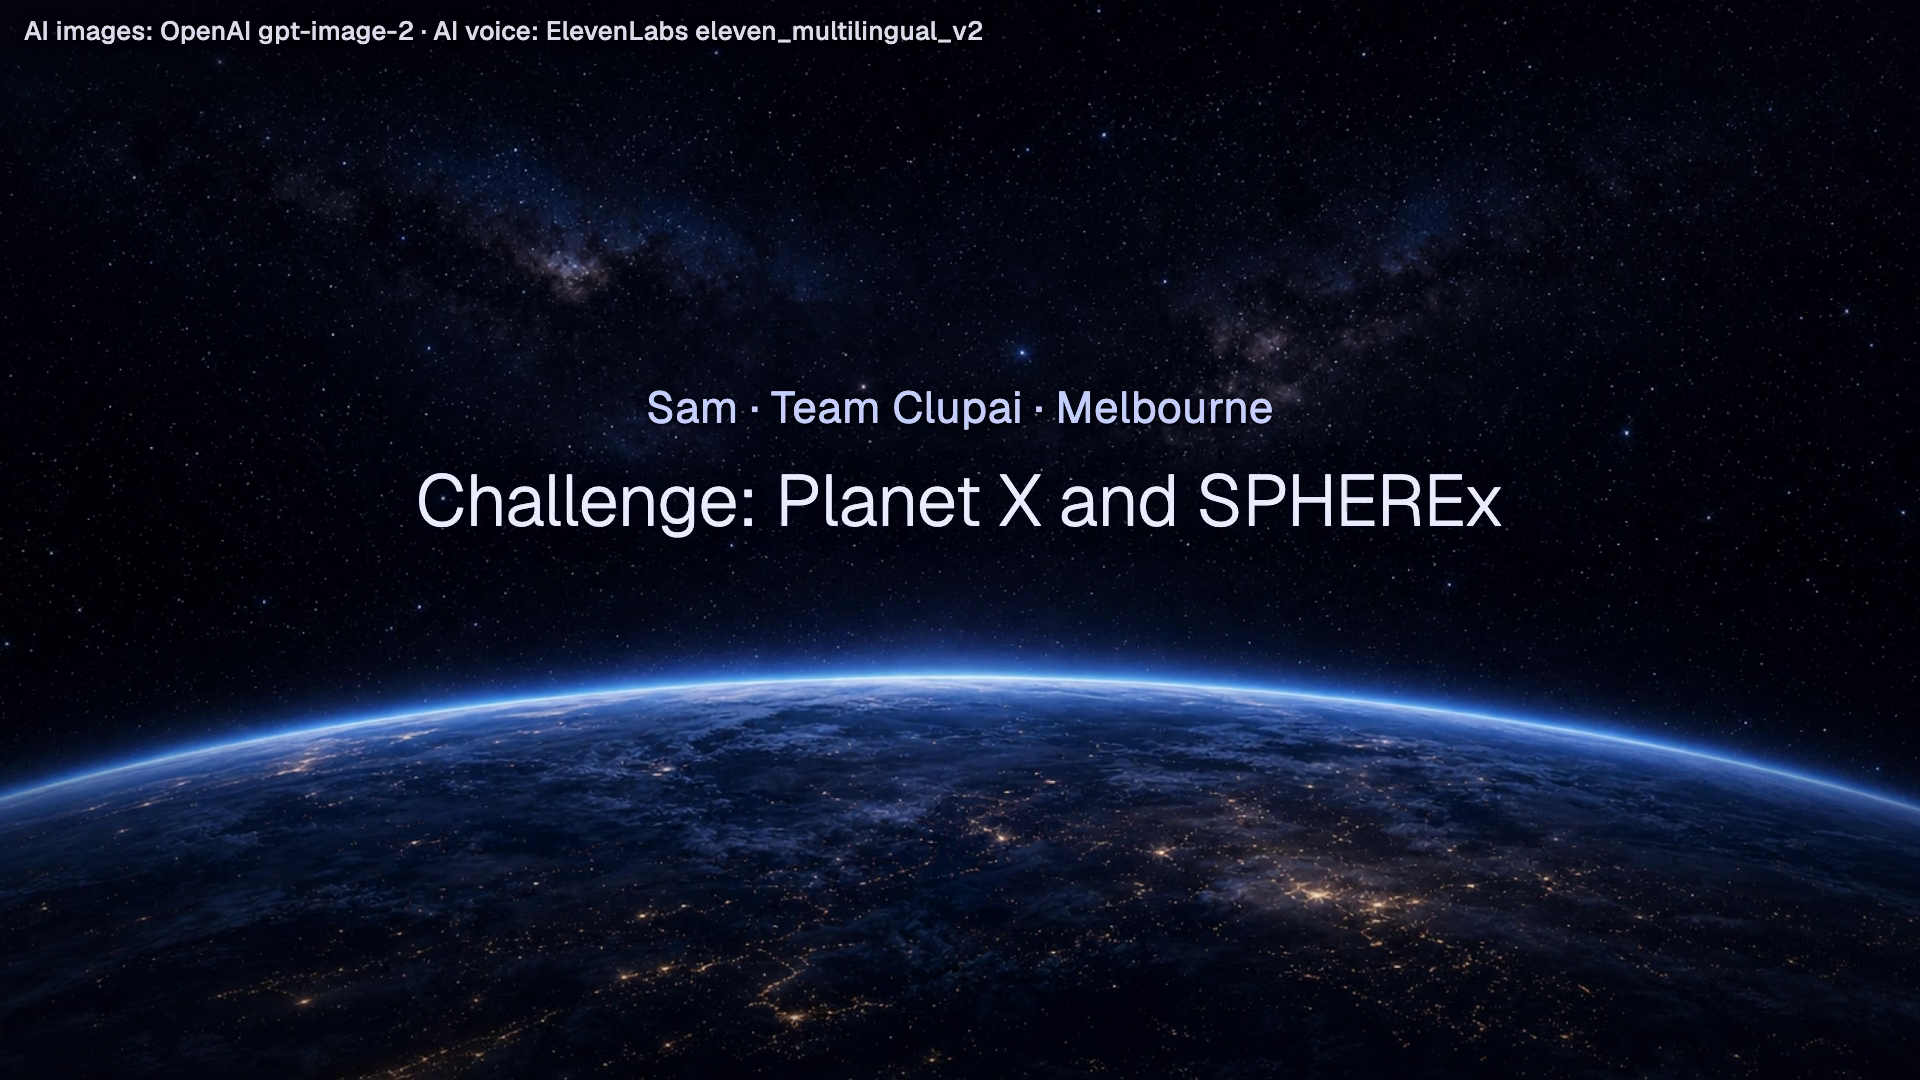 AI images: OpenAI gpt-image-2 · AI voice: ElevenLabs eleven_multilingual_v2
Sam · Team Clupai · Melbourne
Challenge: Planet X and SPHEREx